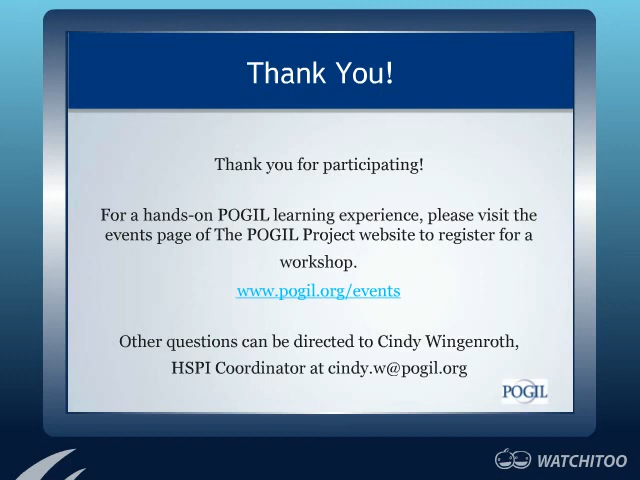 Thank You!
Thank you for participating!
For a hands-on POGIL learning experience, please visit the
events page of The POGIL Project website to register for a
workshop.
www.pogil.org/events
Other questions can be directed to Cindy Wingenroth,
HSPI Coordinator at cindy.w@pogil.org
POGIL
WATCHITOO